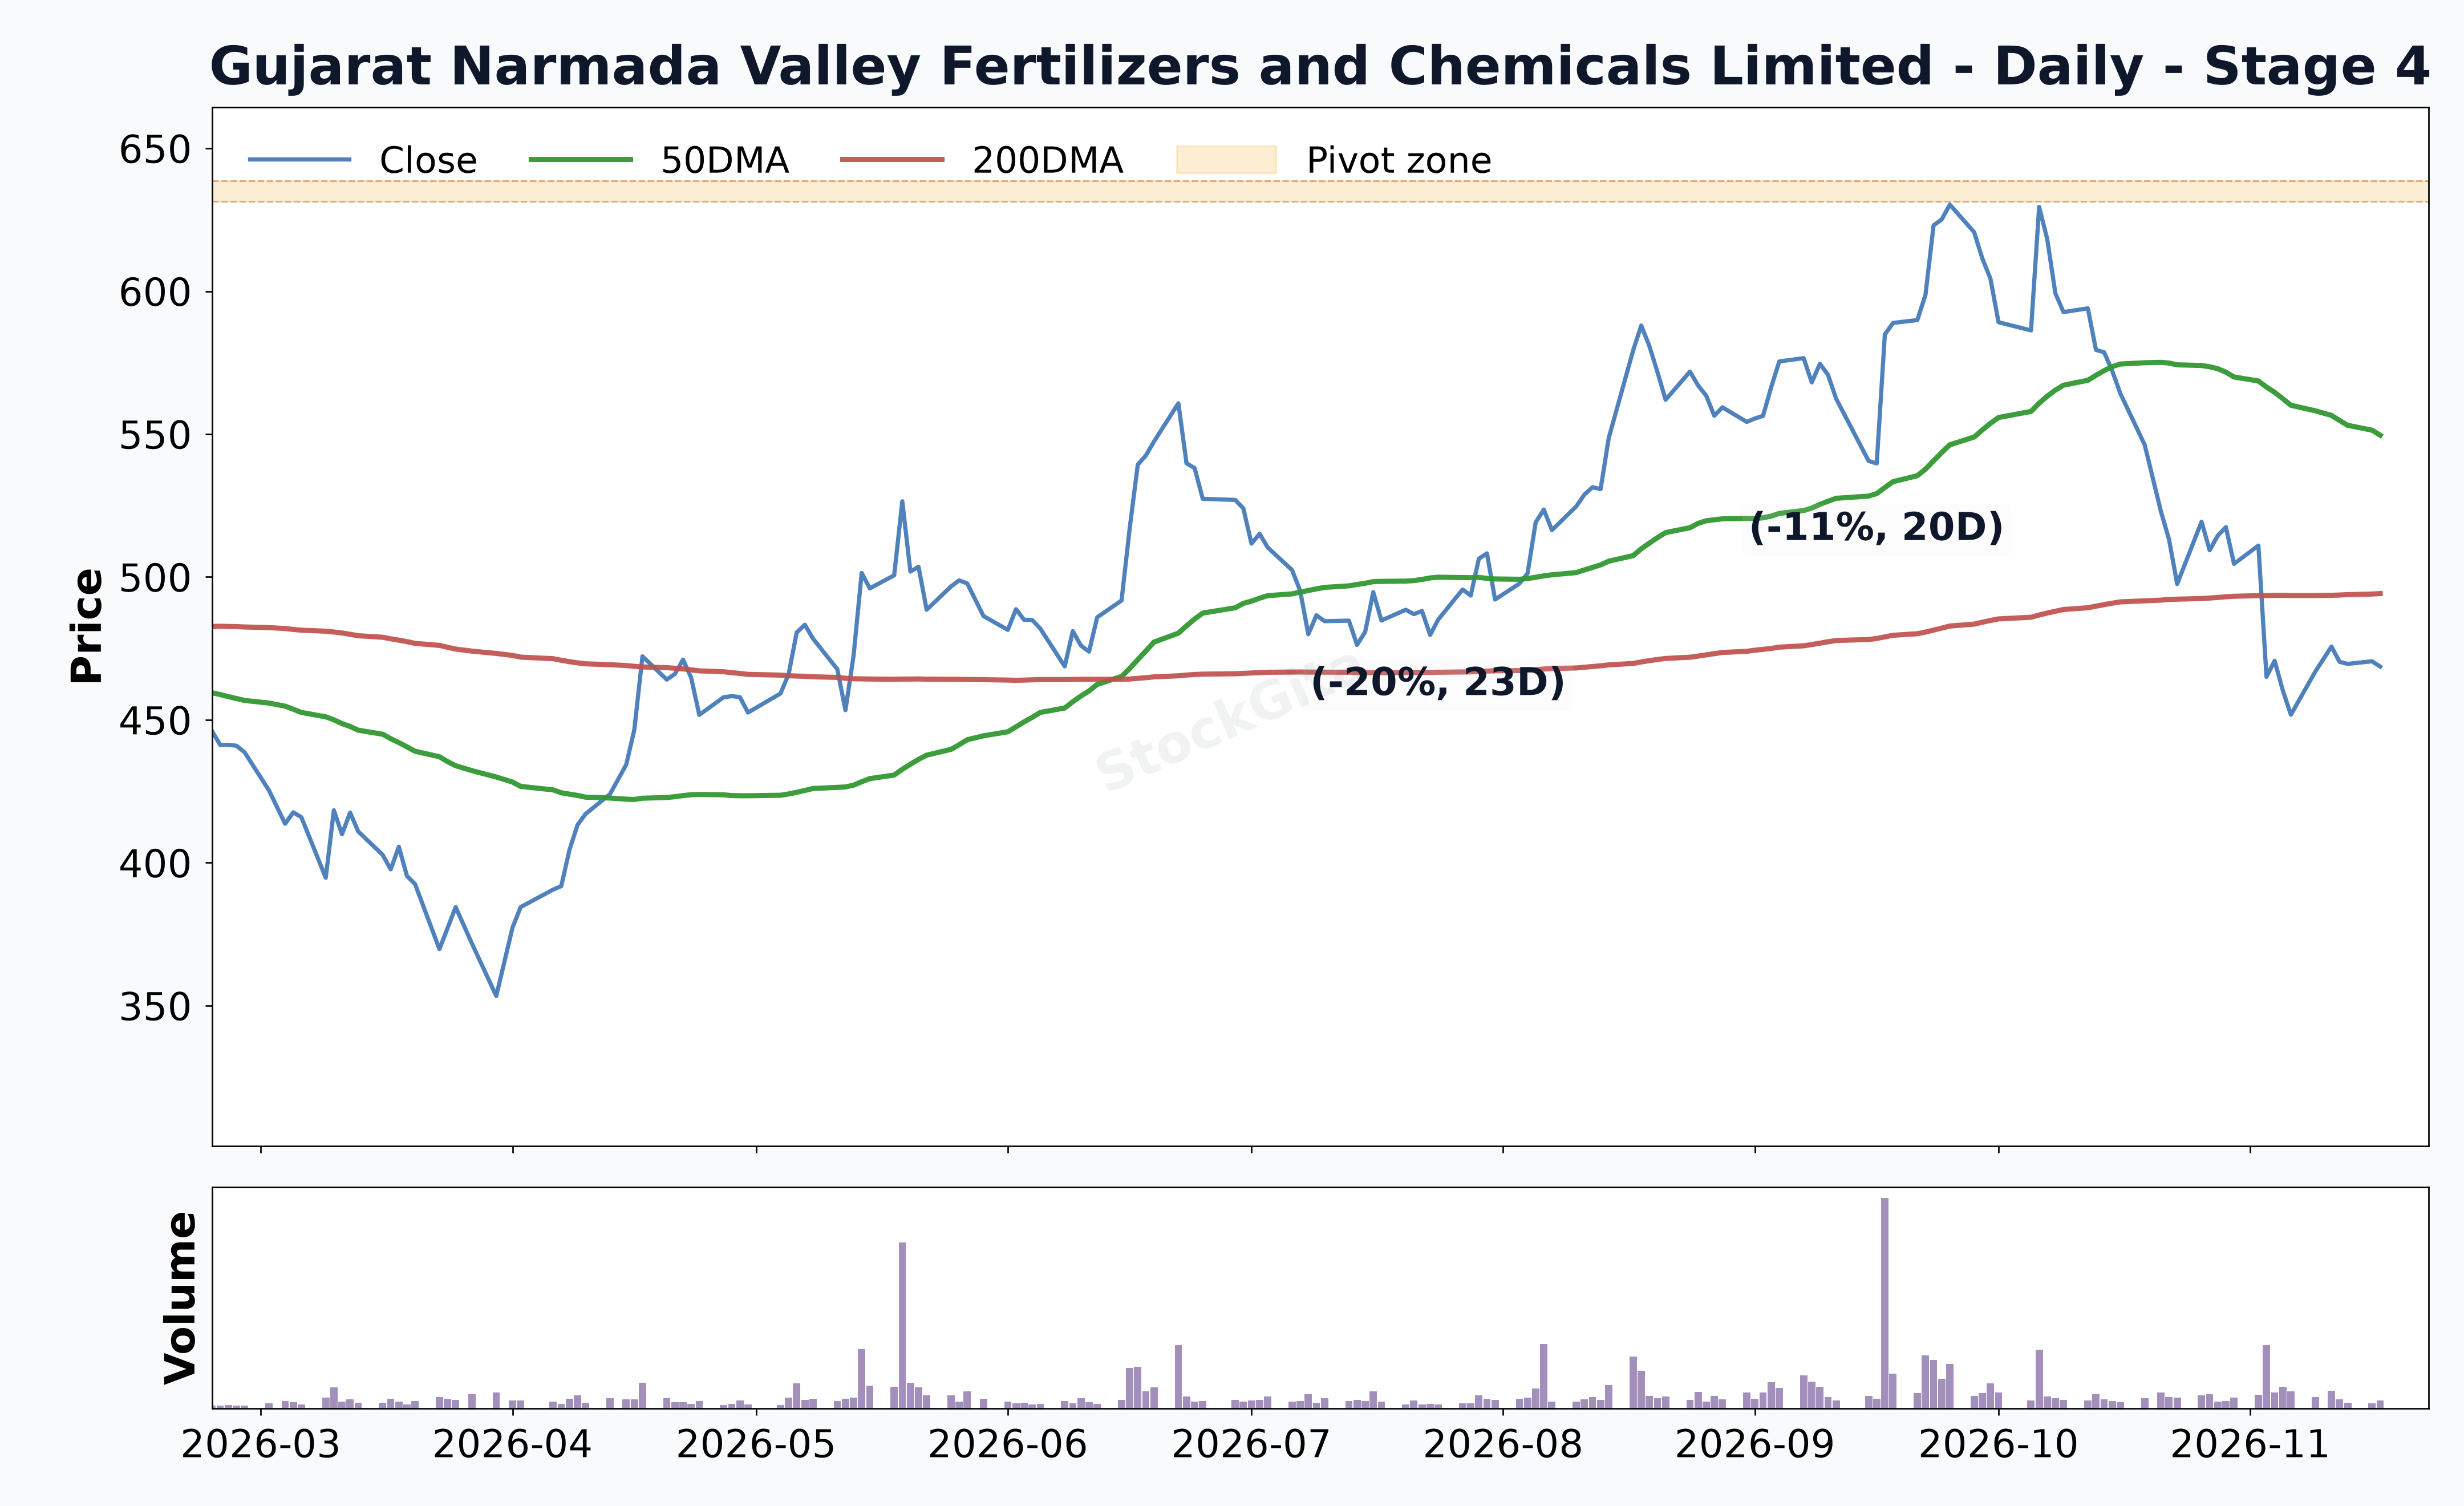 Gujarat Narmada Valley Fertilizers and Chemicals Limited - Daily - Stage 4
Close 50DMA 200DMA Pivot zone
Price
650
600
550
500
450
400
350
(-11%, 20D)
(-20%, 23D)
Volume
2026-03 2026-04 2026-05 2026-06 2026-07 2026-08 2026-09 2026-10 2026-11